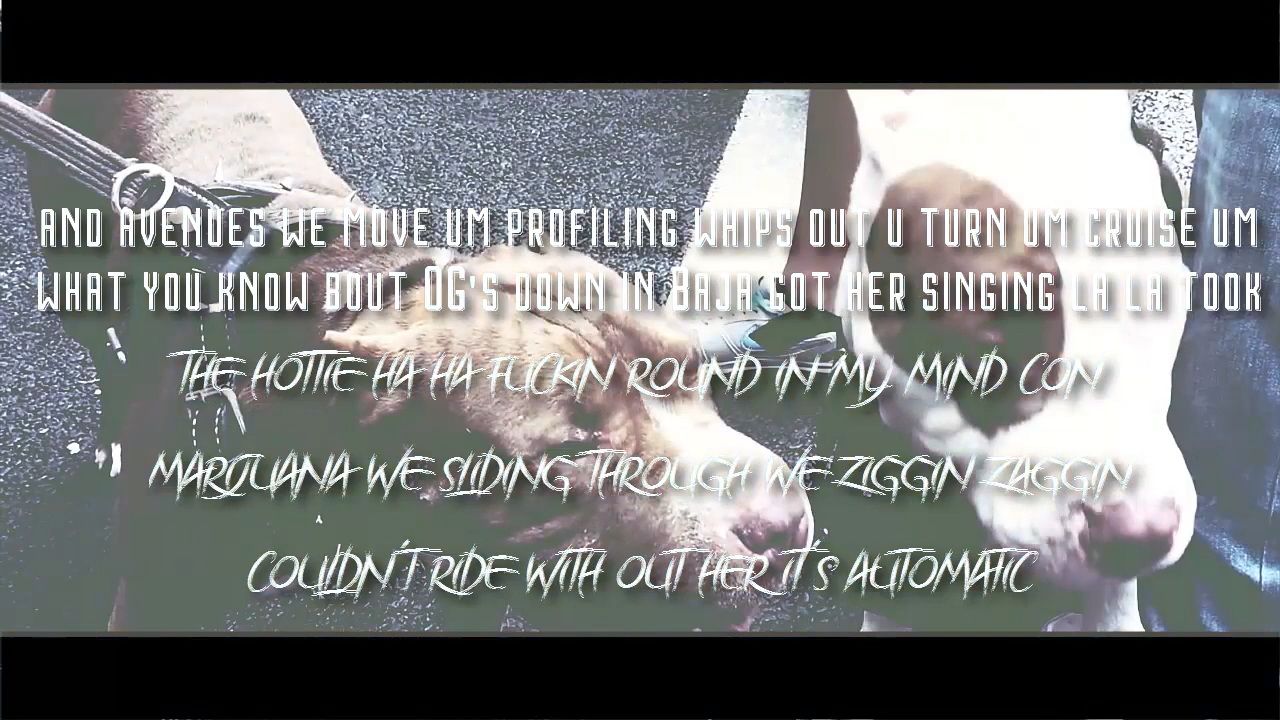 AND AVENUES WE MOVE UM PROFILING WHIPS OUT U TURN UM CRUISE UM
WHAT YOU KNOW BOUT OG'S DOWN IN BAJA GOT HER SINGING LA LA TOOK
THE HOTTIE HA HA FUCKIN ROUND IN MY MIND CON
MARIJUANA WE SLIDING THROUGH WE ZIGGIN ZAGGIN
COULDN'T RIDE WITH OUT HER IT'S AUTOMATIC